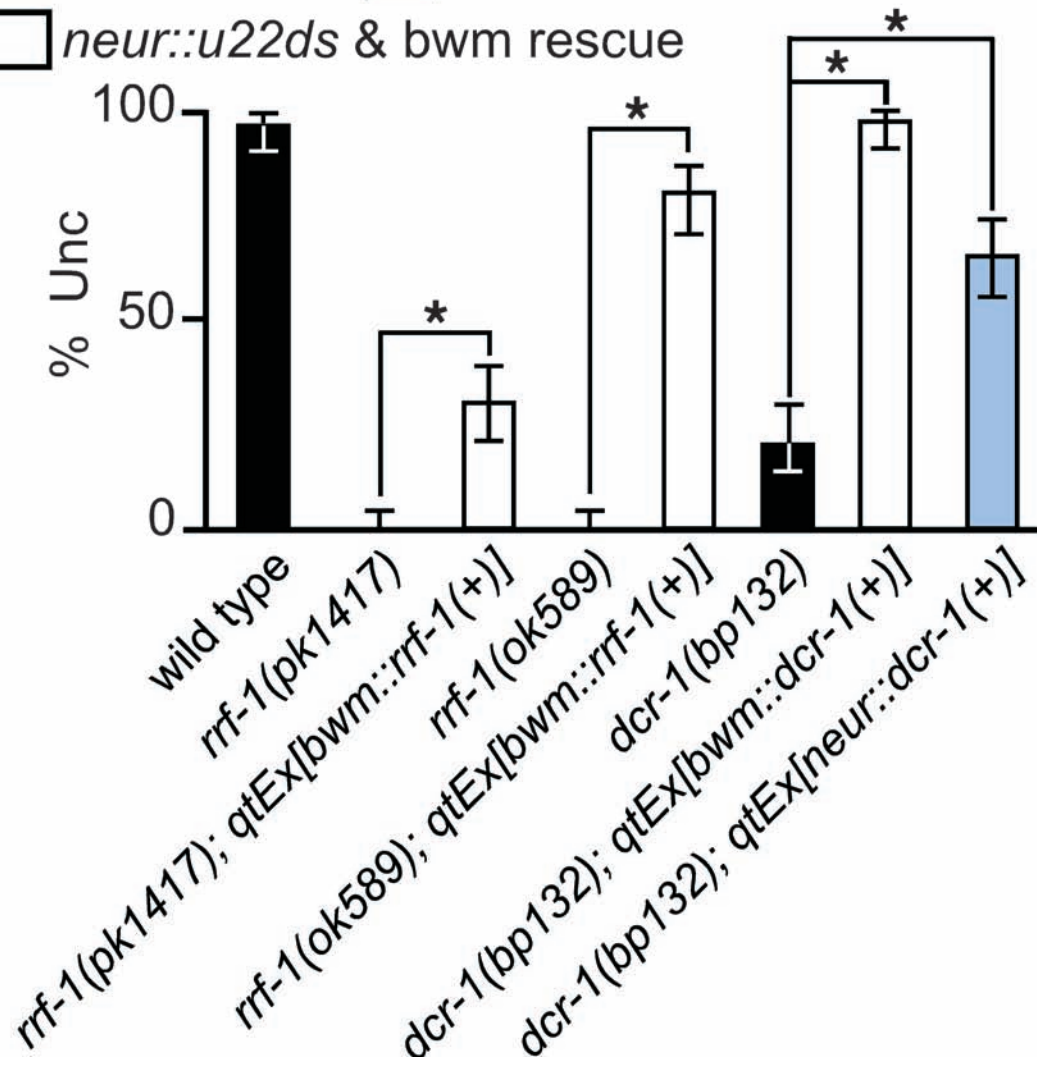 neur::u22ds & bwm rescue
*
*
100
*
% Unc
50
*
0
wild type
rrf-1(pk1417)
rrf-1(pk1417); qtEx[bwm::rrf-1(+)]
rrf-1(ok589)
rrf-1(ok589); qtEx[bwm::rrf-1(+)]
dcr-1(bp132)
dcr-1(bp132); qtEx[bwm::dcr-1(+)]
dcr-1(bp132); qtEx[neur::dcr-1(+)]